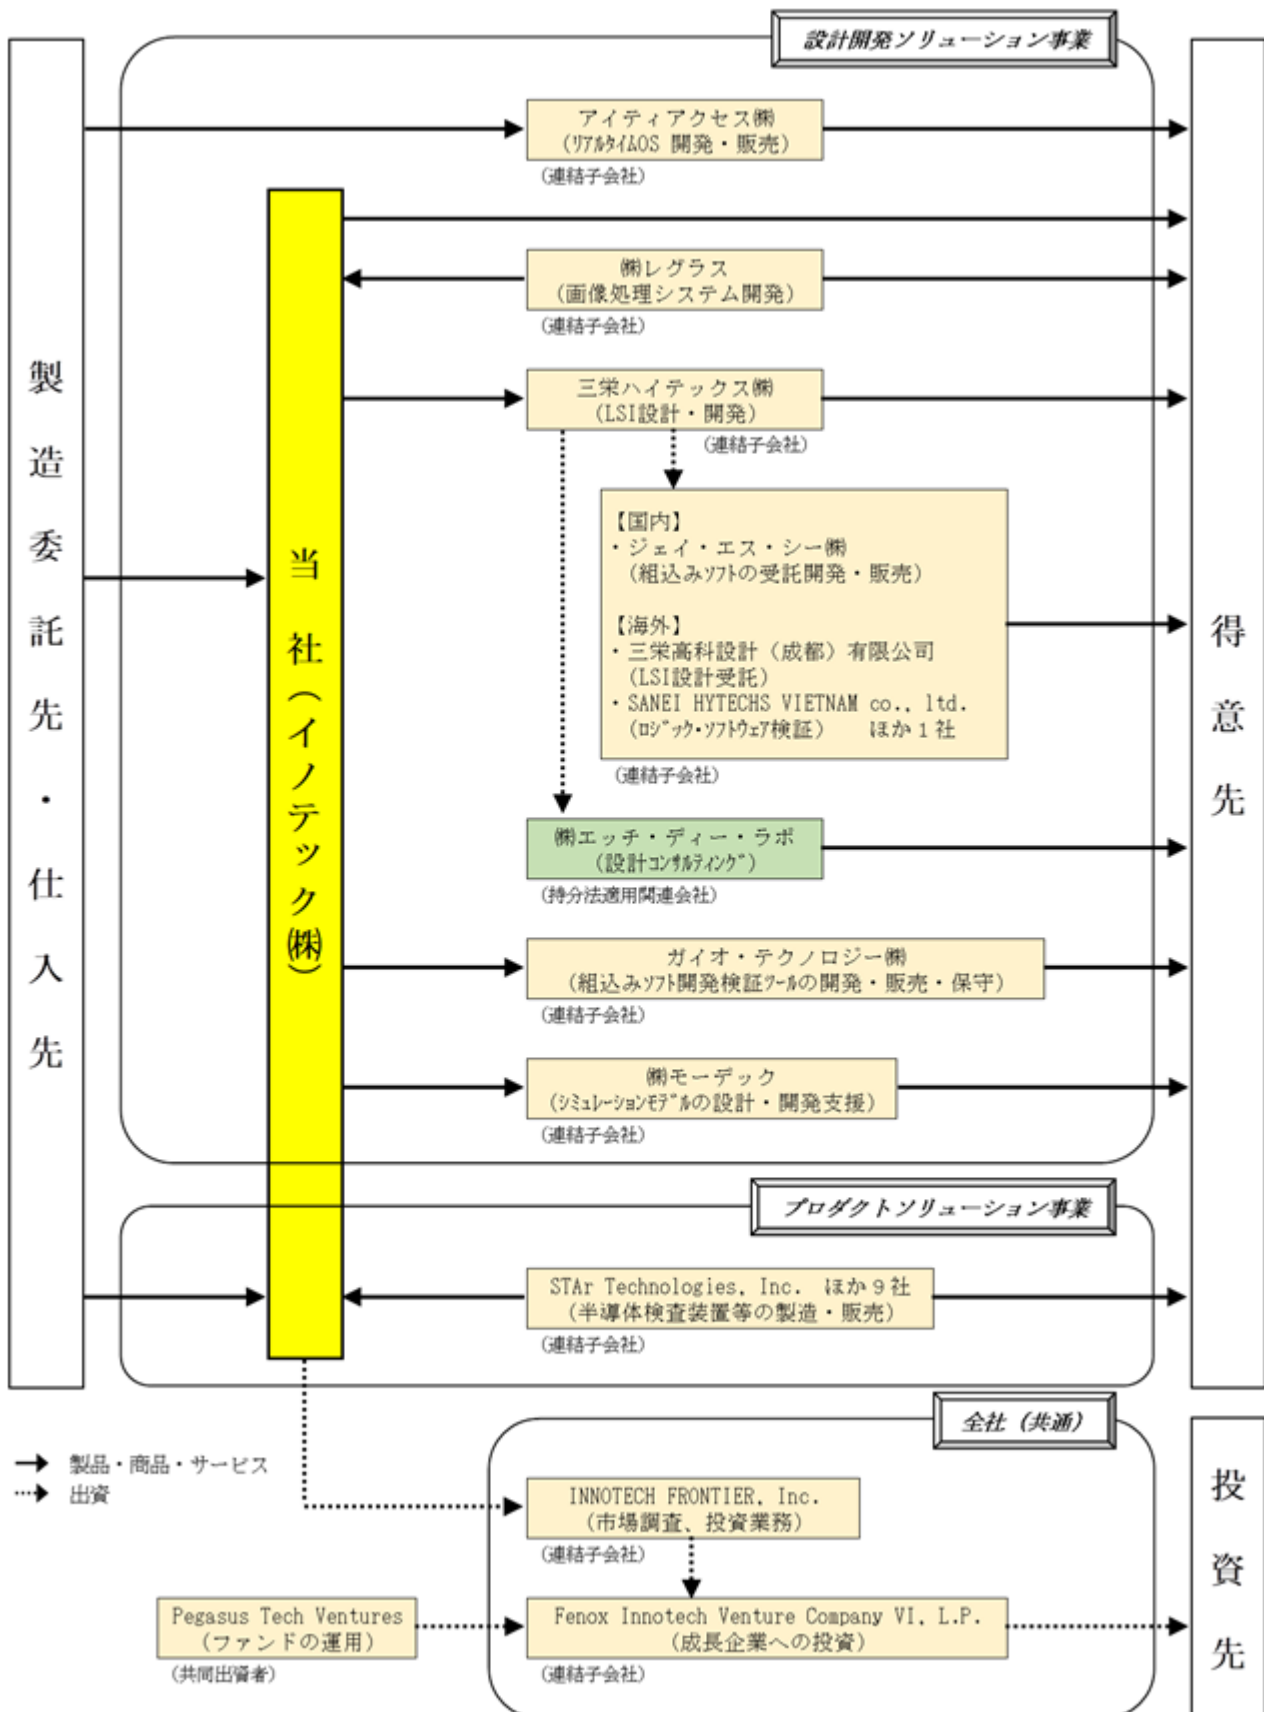 設計開発ソリューション事業
製造委託先・仕入先
当社（イノテック㈱）
得意先
アイティアクセス㈱
(ﾘｱﾙﾀｲﾑOS 開発・販売)
(連結子会社)
㈱レグラス
(画像処理システム開発)
(連結子会社)
三栄ハイテックス㈱
(LSI設計・開発)
(連結子会社)
【国内】
・ジェイ・エス・シー㈱
(組込みｿﾌﾄの受託開発・販売)
【海外】
・三栄高科設計（成都）有限公司
(LSI設計受託)
・SANEI HYTECHS VIETNAM co., ltd.
(ﾛｼﾞｯｸ･ｿﾌﾄｳｪｱ検証) ほか１社
(連結子会社)
㈱エッチ・ディー・ラボ
(設計ｺﾝｻﾙﾃｨﾝｸﾞ)
(持分法適用関連会社)
ガイオ・テクノロジー㈱
(組込みｿﾌﾄ開発検証ﾂｰﾙの開発・販売・保守)
(連結子会社)
㈱モーデック
(ｼﾐｭﾚｰｼｮﾝﾓﾃﾞﾙの設計・開発支援)
(連結子会社)
プロダクトソリューション事業
STAr Technologies, Inc. ほか９社
(半導体検査装置等の製造・販売)
(連結子会社)
全社（共通）
製品・商品・サービス
出資
INNOTECH FRONTIER, Inc.
(市場調査、投資業務)
(連結子会社)
Pegasus Tech Ventures
(ファンドの運用)
(共同出資者)
Fenox Innotech Venture Company VI, L.P.
(成長企業への投資)
(連結子会社)
投資先